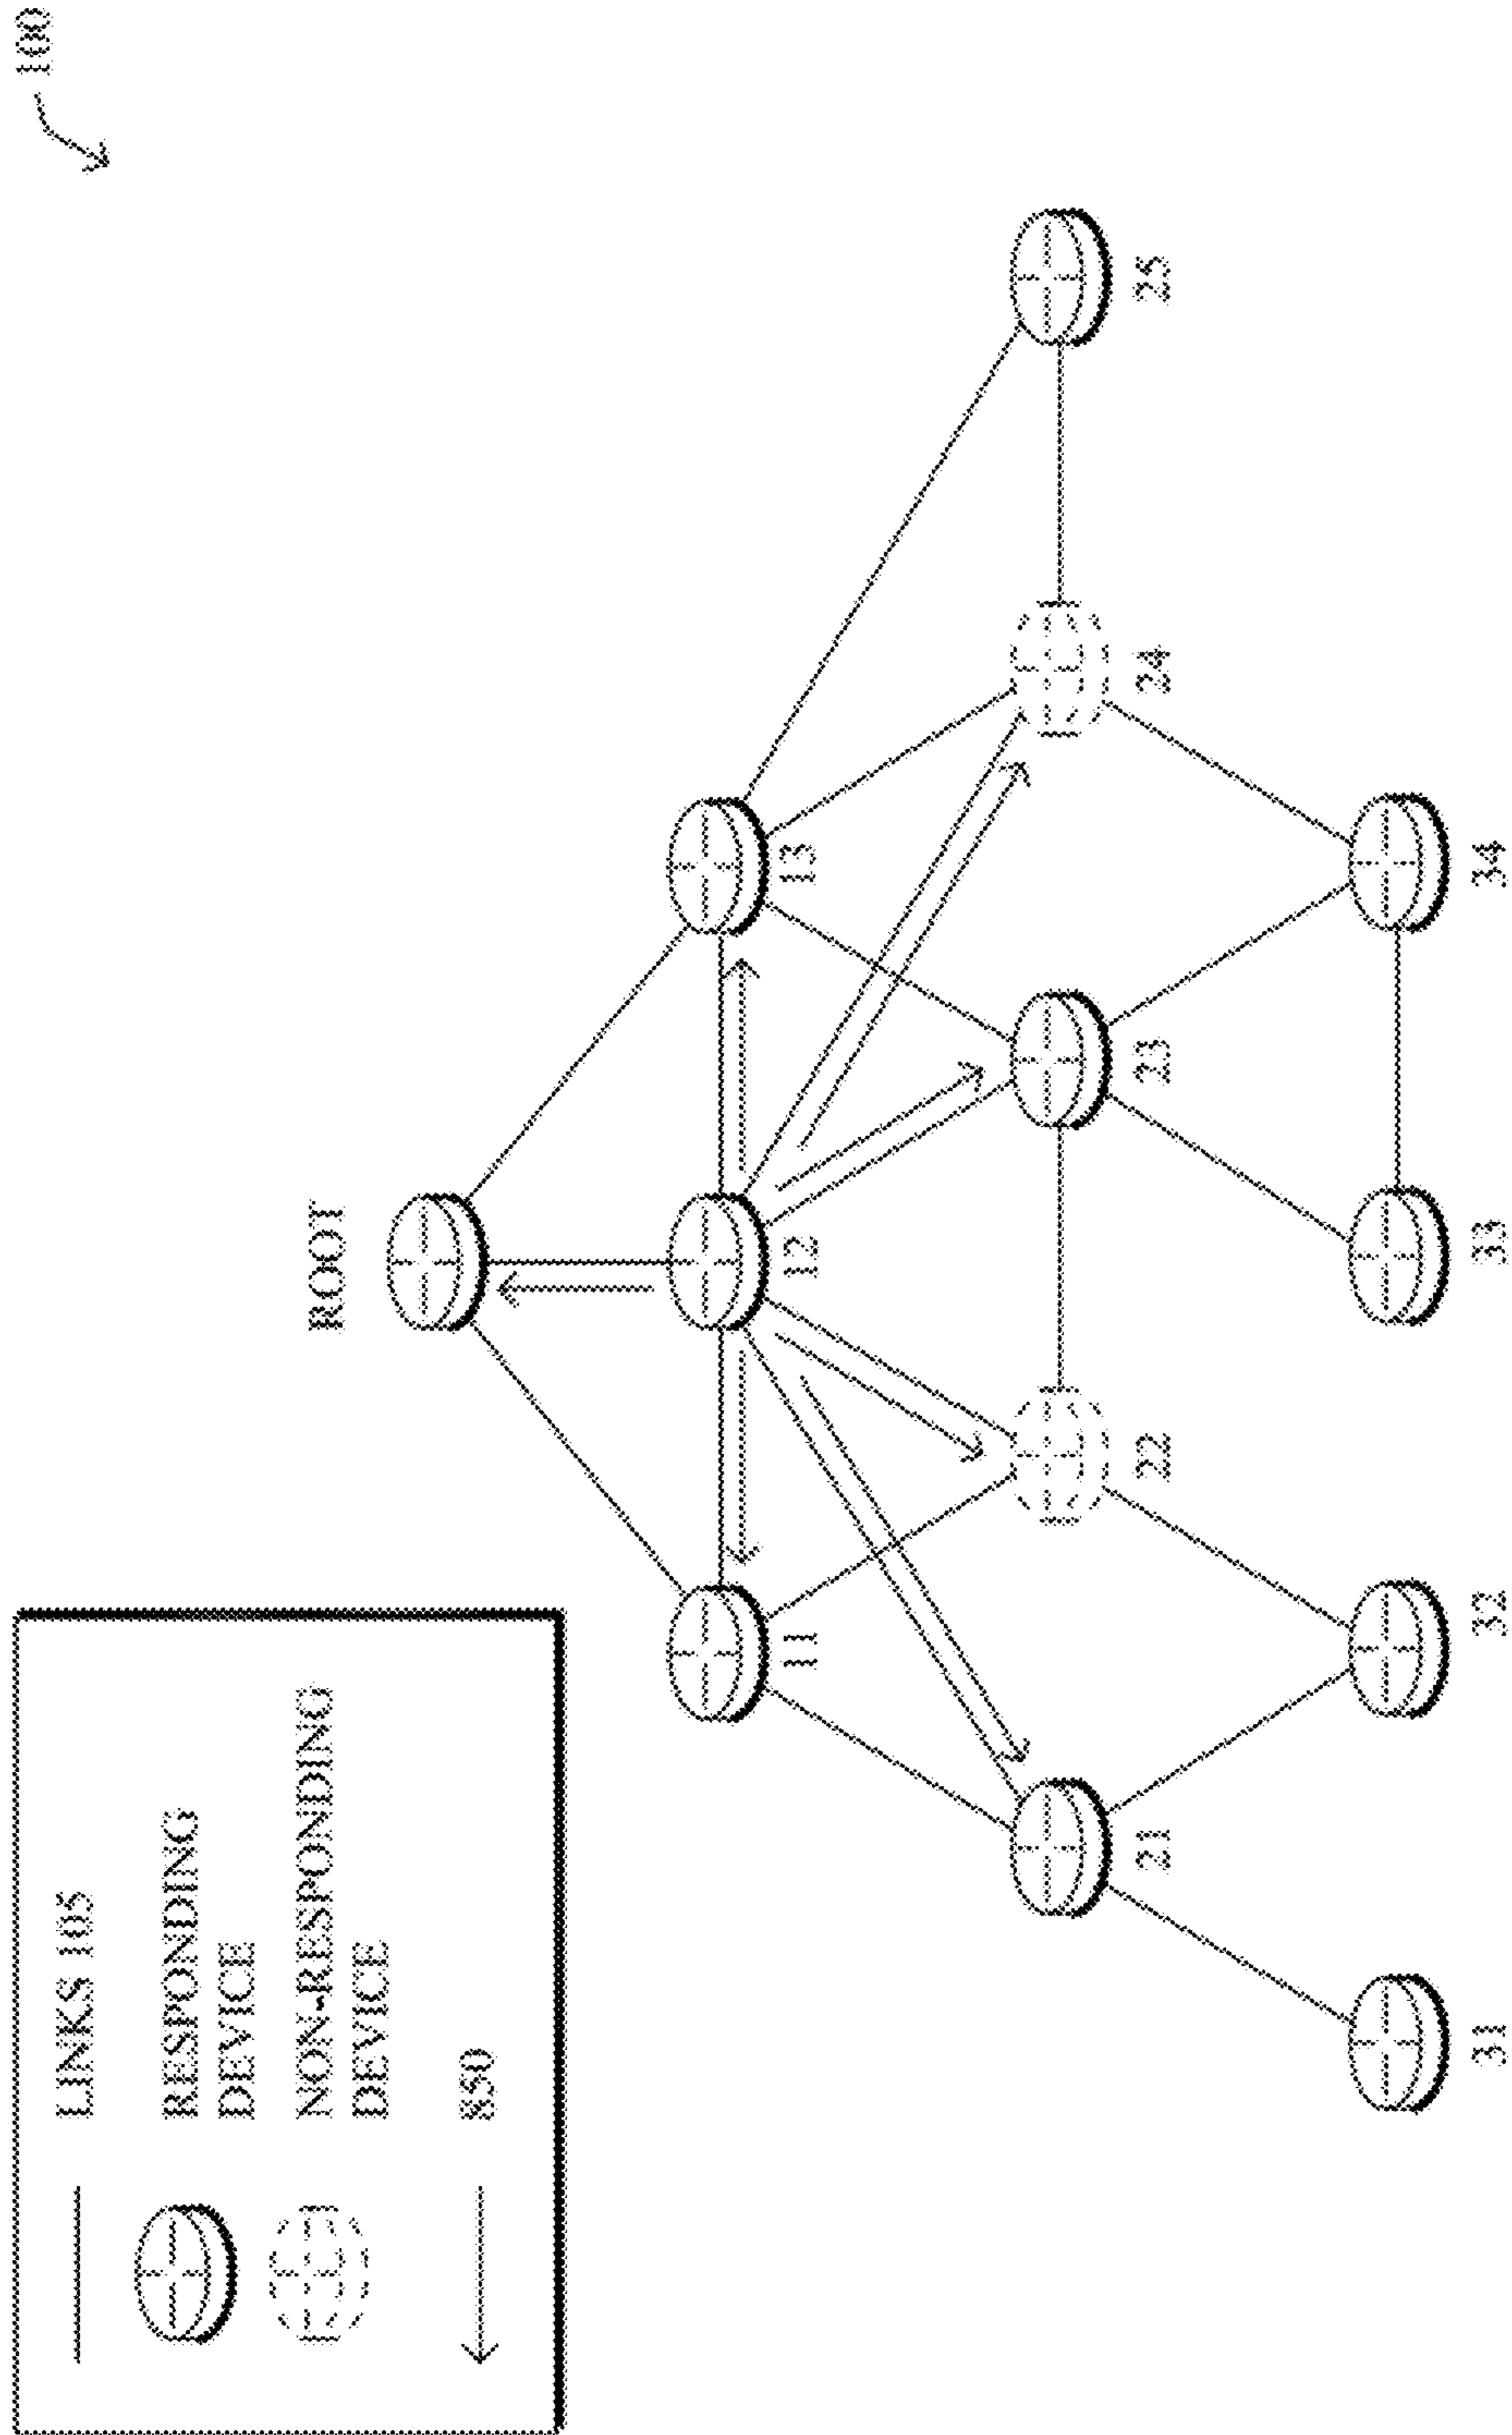 100
LINKS 105
RESPONDING
DEVICE
NON-RESPONDING
DEVICE
850
ROOT
11
12
13
21
22
23
24
25
31
32
33
34